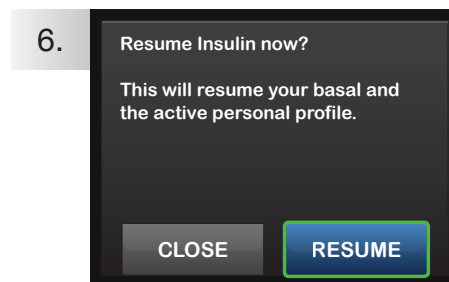 6.
Resume Insulin now?
This will resume your basal and
the active personal profile.
CLOSE
RESUME